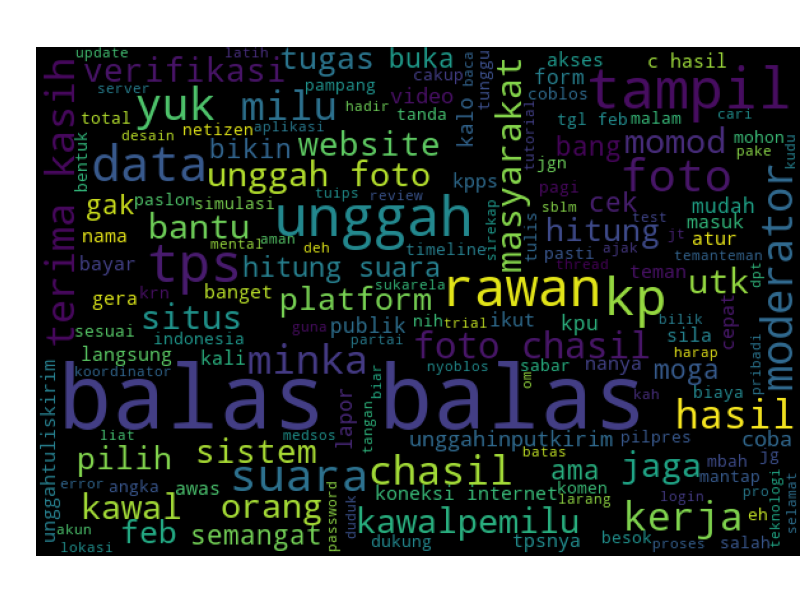 update
latih
tugas
buka
akses
c hasil
verifikasi
server
pampang
cakup
baca
tunggu
form
coblos
tampil
terima kasih
yuk
milu
hadir
video
tanda
kalo
masyarakat
tutorial
tgl feb
malam
cari
total
desain
netizen
aplikasi
bikin
website
bang
momod
mohon
pake
kudu
bentuk
data
unggah foto
kpps
jgn
foto
gak
paslon
simulasi
tuips
review
pagi
sblm
cek
mudah
masuk
nama
bantu
unggah
sirekap
tulis
hitung
test
jt
atur
moderator
mental
aman
deh
timeline
pasti
ajak
temanteman
bayar
tps
hitung suara
sukarela
thread
teman
dpt
gera
krn
banget
platform
rawan
kp
utk
cepat
situs
sesuai
indonesia
guna
publik
nih
trial
ikut
kpu
bilik
sila
partai
foto chasil
harap
langsung
kali
minka
nyoblos
sabar
nanya
moga
pribadi
koordinator
biar
om
balas balas
kah
biaya
hasil
unggahtuliskirim
liat
medsos
lapor
tangan
unggahinputkirim
pilpres
coba
batas
pilih
sistem
suara
chasil
ama
jaga
mbah
jg
mantap
error
angka
awas
koneksi internet
komen
larang
login
pro
teknologi
selamat
kawal
orang
password
duduk
kawalpemilu
kerja
eh
akun
feb
semangat
tpsnya
besok
lokasi
dukung
proses
salah